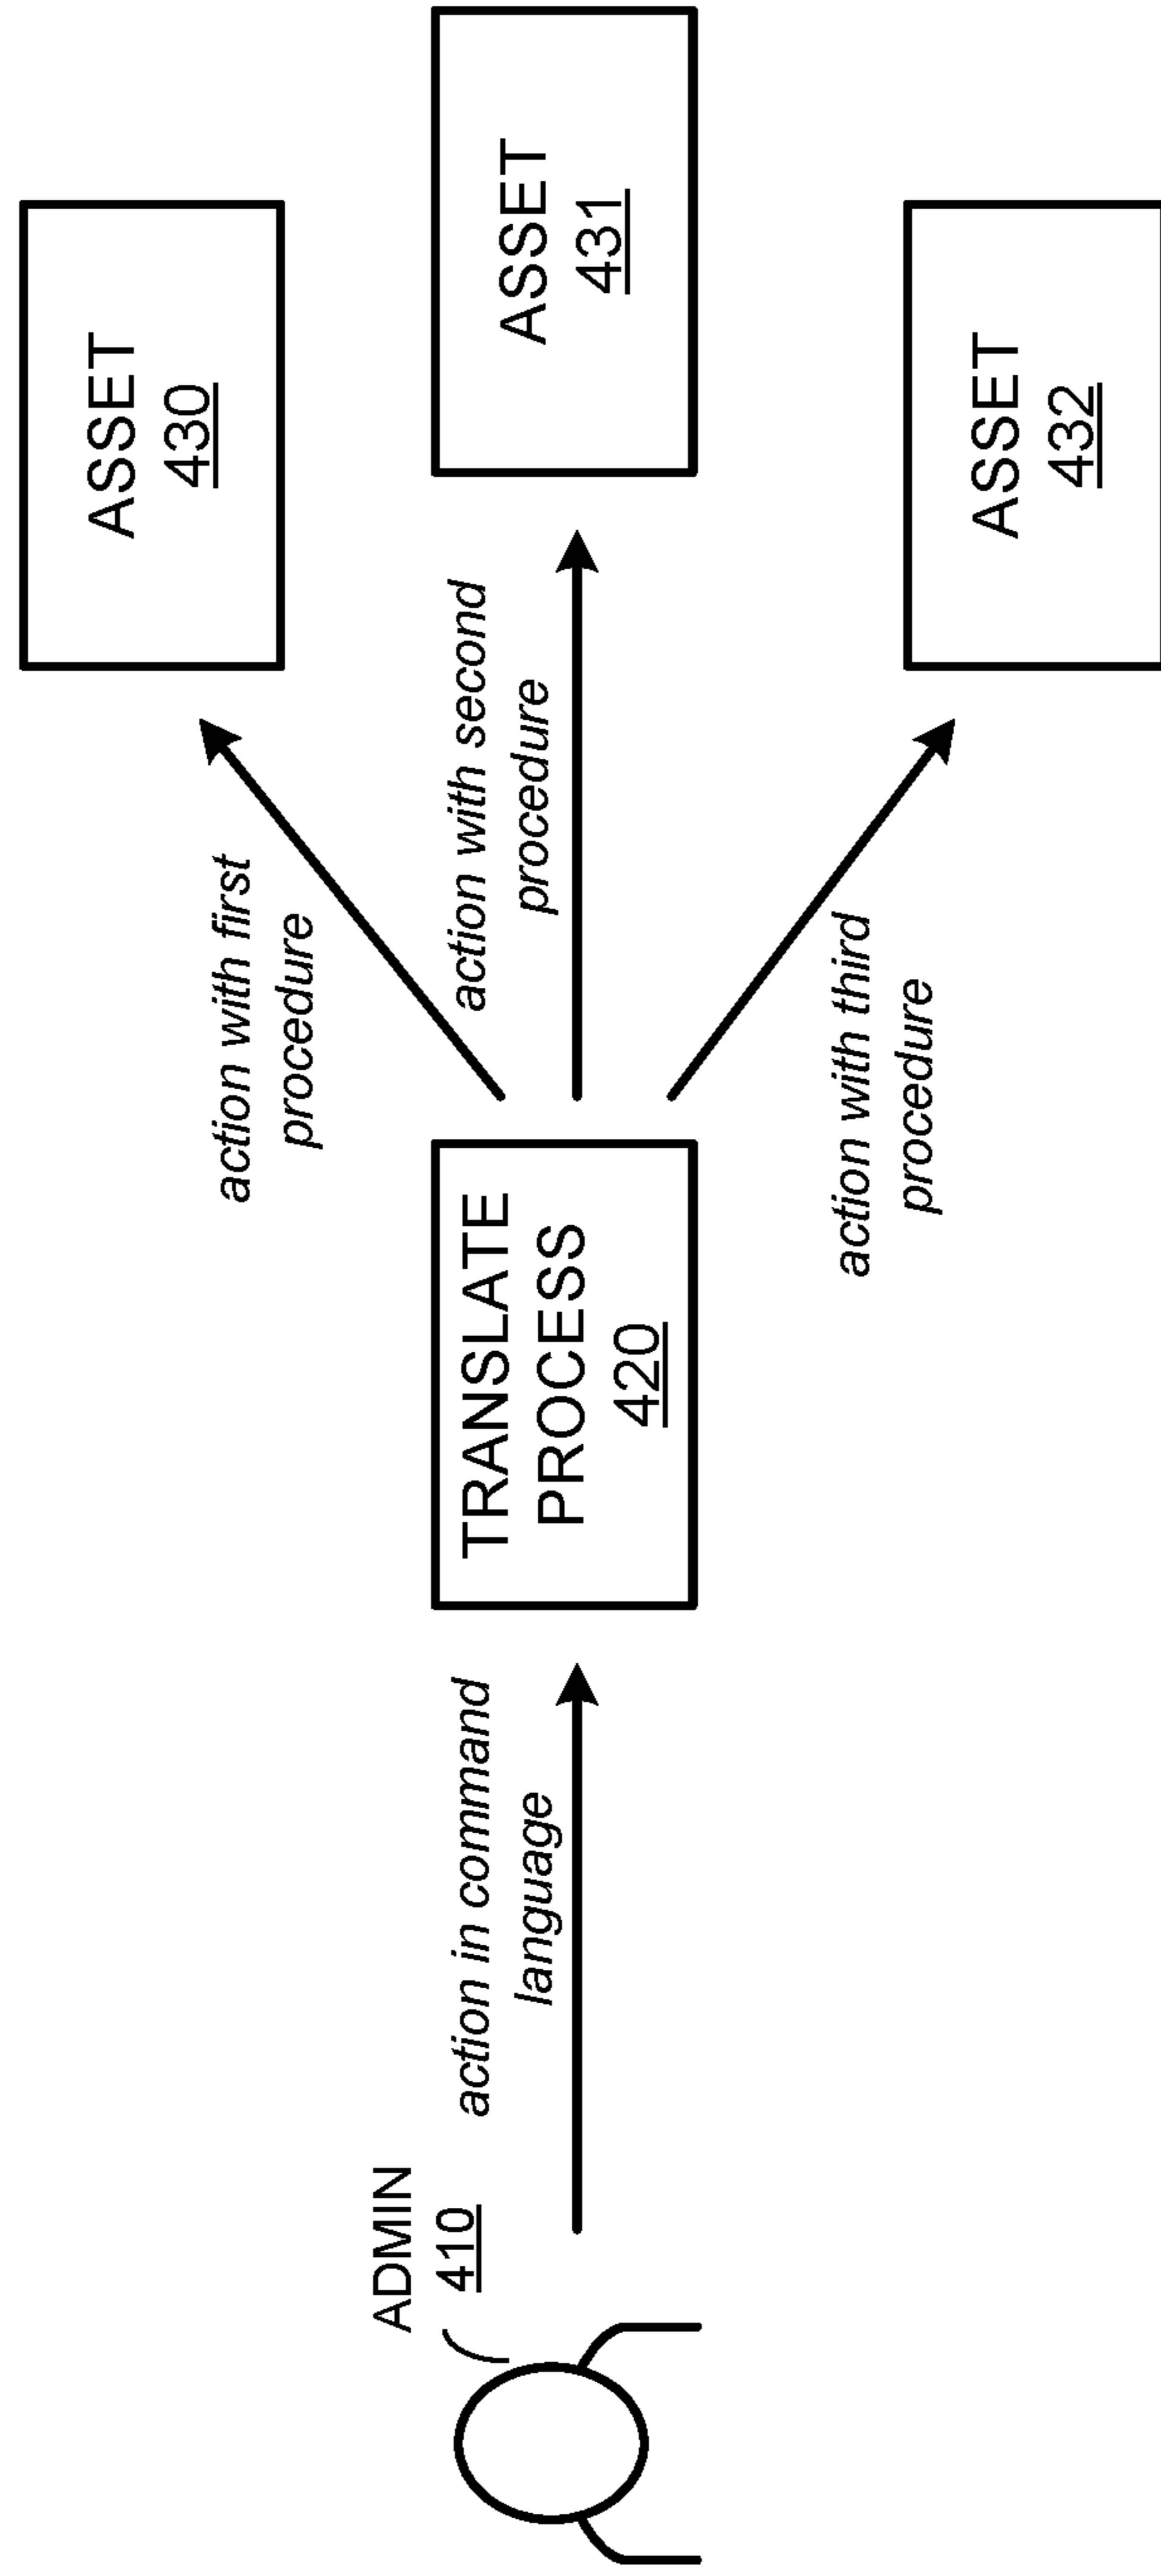 ADMIN
410
action in command
language
TRANSLATE
PROCESS
420
action with first
procedure
action with second
procedure
action with third
procedure
ASSET
430
ASSET
431
ASSET
432